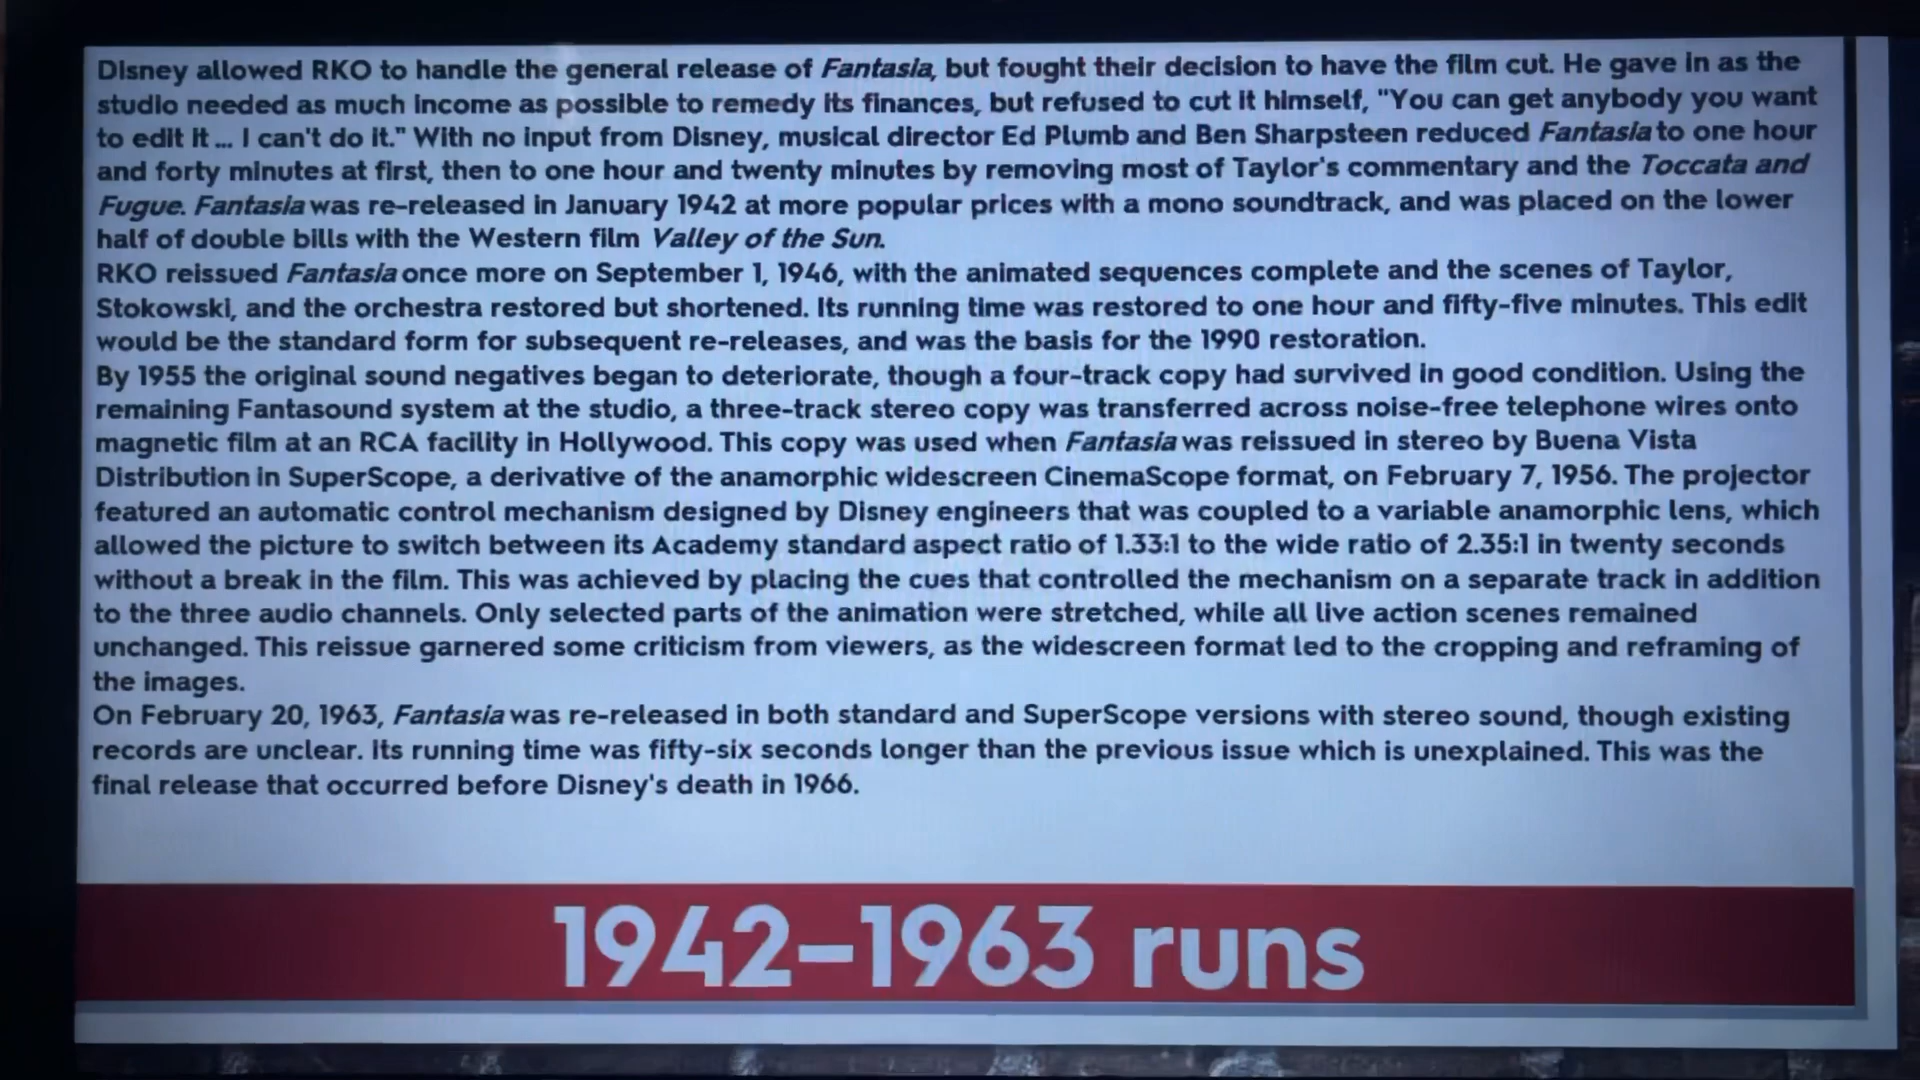 Disney allowed RKO to handle the general release of Fantasia, but fought their decision to have the film cut. He gave in as the
studio needed as much income as possible to remedy its finances, but refused to cut it himself, "You can get anybody you want
to edit it ... I can't do it." With no input from Disney, musical director Ed Plumb and Ben Sharpsteen reduced Fantasia to one hour
and forty minutes at first, then to one hour and twenty minutes by removing most of Taylor's commentary and the Toccata and
Fugue. Fantasia was re-released in January 1942 at more popular prices with a mono soundtrack, and was placed on the lower
half of double bills with the Western film Valley of the Sun.
RKO reissued Fantasia once more on September 1, 1946, with the animated sequences complete and the scenes of Taylor,
Stokowski, and the orchestra restored but shortened. Its running time was restored to one hour and fifty-five minutes. This edit
would be the standard form for subsequent re-releases, and was the basis for the 1990 restoration.
By 1955 the original sound negatives began to deteriorate, though a four-track copy had survived in good condition. Using the
remaining Fantasound system at the studio, a three-track stereo copy was transferred across noise-free telephone wires onto
magnetic film at an RCA facility in Hollywood. This copy was used when Fantasia was reissued in stereo by Buena Vista
Distribution in SuperScope, a derivative of the anamorphic widescreen CinemaScope format, on February 7, 1956. The projector
featured an automatic control mechanism designed by Disney engineers that was coupled to a variable anamorphic lens, which
allowed the picture to switch between its Academy standard aspect ratio of 1.33:1 to the wide ratio of 2.35:1 in twenty seconds
without a break in the film. This was achieved by placing the cues that controlled the mechanism on a separate track in addition
to the three audio channels. Only selected parts of the animation were stretched, while all live action scenes remained
unchanged. This reissue garnered some criticism from viewers, as the widescreen format led to the cropping and reframing of
the images.
On February 20, 1963, Fantasia was re-released in both standard and SuperScope versions with stereo sound, though existing
records are unclear. Its running time was fifty-six seconds longer than the previous issue which is unexplained. This was the
final release that occurred before Disney's death in 1966.
1942–1963 runs